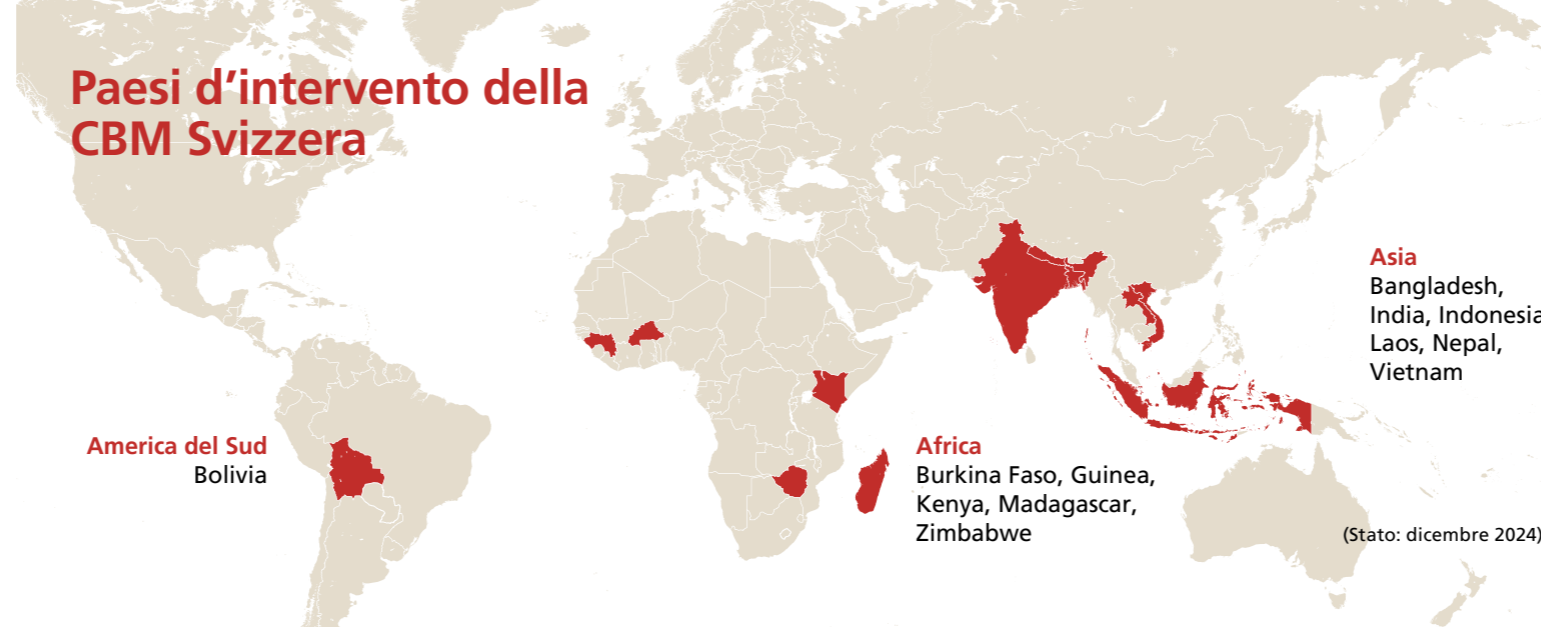 Paesi d'intervento della
CBM Svizzera
Asia
Bangladesh,
India, Indonesia
Laos, Nepal,
Vietnam
America del Sud
Bolivia
Africa
Burkina Faso, Guinea,
Kenya, Madagascar,
Zimbabwe
(Stato: dicembre 2024)